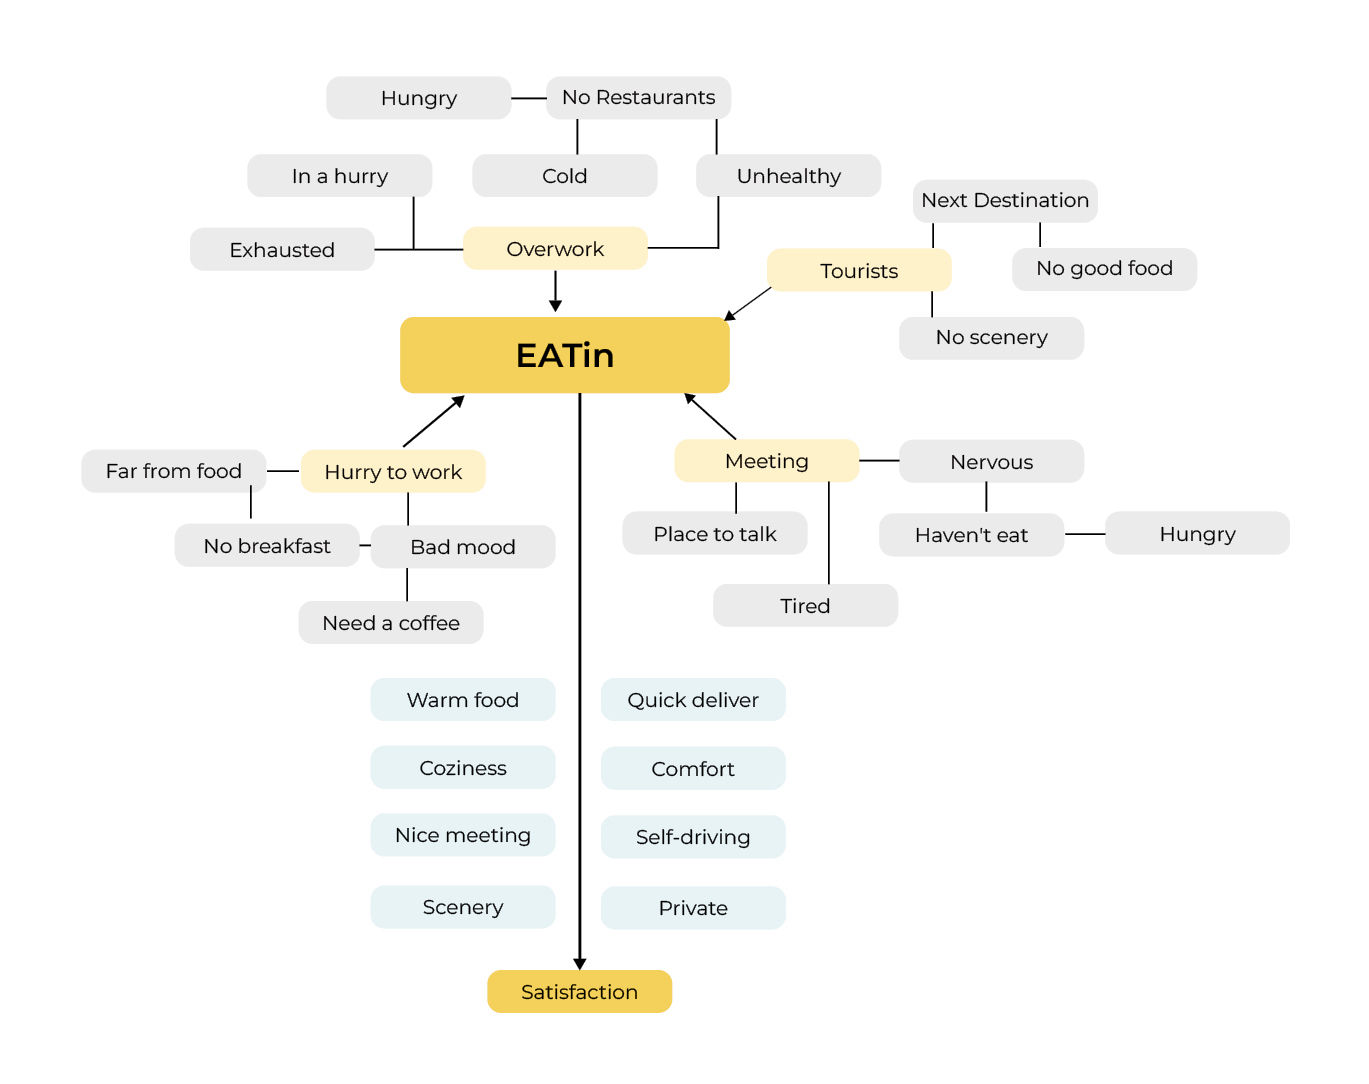 Hungry
No Restaurants
In a hurry
Cold
Unhealthy
Next Destination
Exhausted
Overwork
Tourists
No good food
No scenery
EATin
Far from food
Hurry to work
Meeting
Nervous
No breakfast
Bad mood
Place to talk
Haven't eat
Hungry
Need a coffee
Tired
Warm food
Quick deliver
Coziness
Comfort
Nice meeting
Self-driving
Scenery
Private
Satisfaction